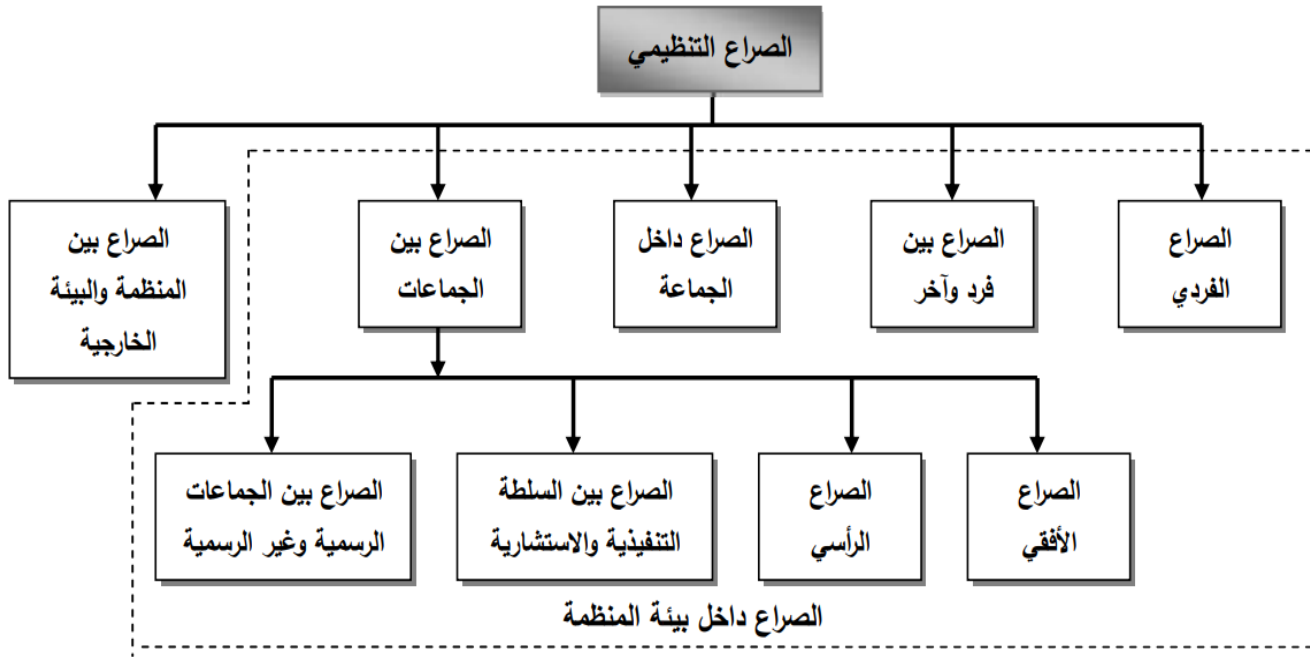 الصراع التنظيمي
الصراع
الفردي
الصراع بين
فرد وآخر
الصراع داخل
الجماعة
الصراع بين
الجماعات
الصراع بين
المنظمة والبيئة
الخارجية
الصراع
الأفقي
الصراع
الرأسي
الصراع بين السلطة
التنفيذية والاستشارية
الصراع بين الجماعات
الرسمية وغير الرسمية
الصراع داخل بيئة المنظمة